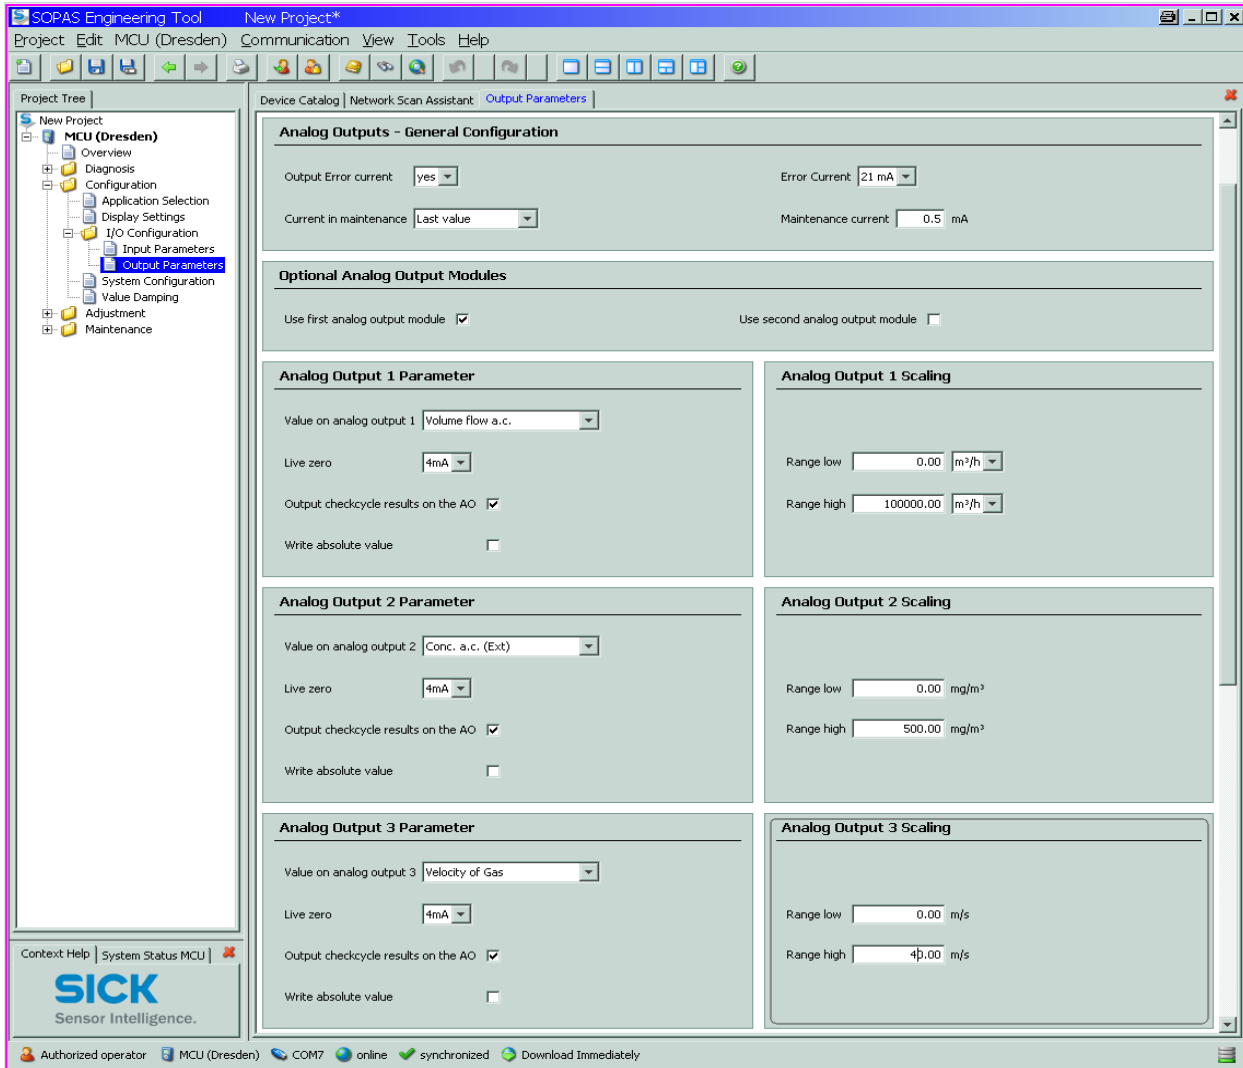 SOPAS Engineering Tool New Project*
Project Edit MCU (Dresden) Communication View Tools Help
Project Tree
New Project
MCU (Dresden)
Overview
Diagnosis
Configuration
Application Selection
Display Settings
I/O Configuration
Input Parameters
Output Parameters
System Configuration
Value Damping
Adjustment
Maintenance
Context Help System Status MCU
SICK
Sensor Intelligence.
Device Catalog Network Scan Assistant Output Parameters
Analog Outputs - General Configuration
Output Error current yes Error Current 21 mA
Current in maintenance Last value Maintenance current 0.5 mA
Optional Analog Output Modules
Use first analog output module Use second analog output module
Analog Output 1 Parameter
Value on analog output 1 Volume flow a.c.
Live zero 4mA
Output checkcycle results on the AO
Write absolute value
Analog Output 1 Scaling
Range low 0.00 m³/h
Range high 100000.00 m³/h
Analog Output 2 Parameter
Value on analog output 2 Conc. a.c. (Ext)
Live zero 4mA
Output checkcycle results on the AO
Write absolute value
Analog Output 2 Scaling
Range low 0.00 mg/m³
Range high 500.00 mg/m³
Analog Output 3 Parameter
Value on analog output 3 Velocity of Gas
Live zero 4mA
Output checkcycle results on the AO
Write absolute value
Analog Output 3 Scaling
Range low 0.00 m/s
Range high 40.00 m/s
Authorized operator MCU (Dresden) COM7 online synchronized Download Immediately